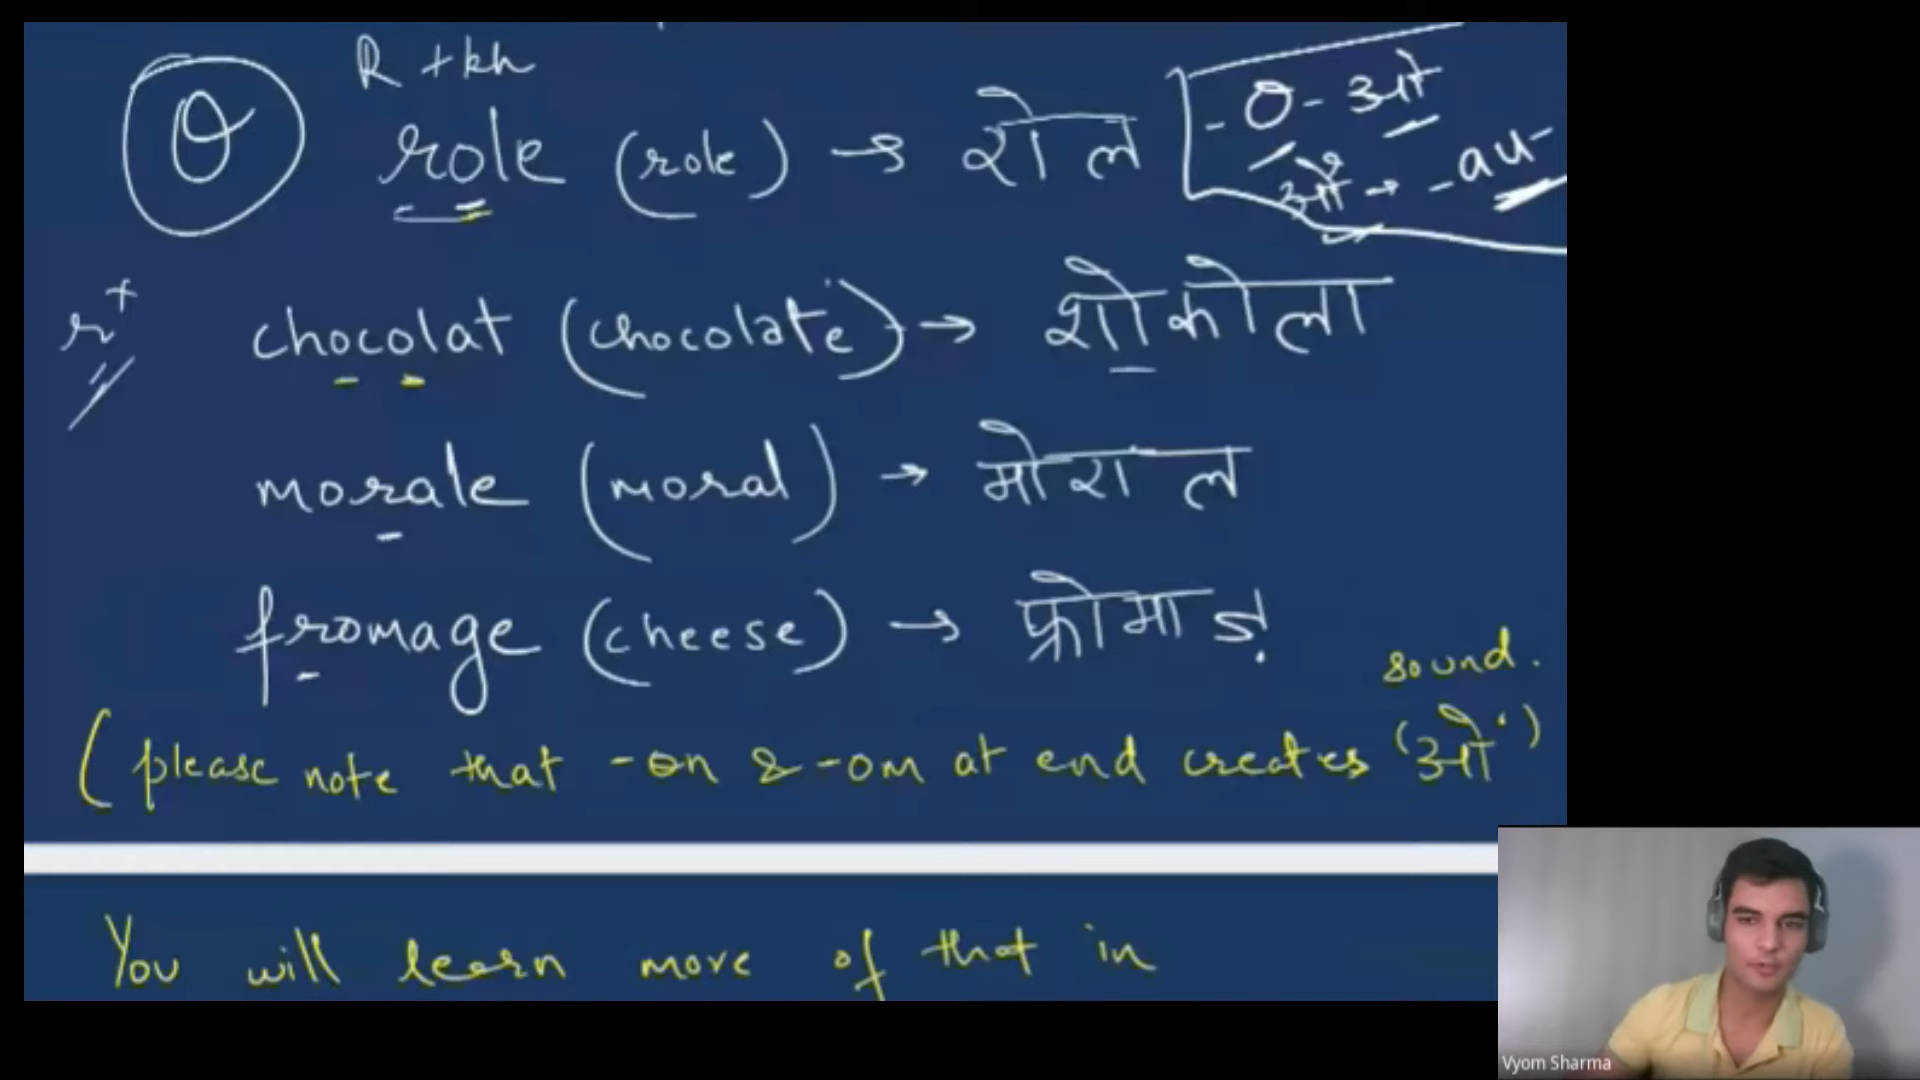 R + kh
O role (role) → रोल
- O - ओ
औ → - au -
r+
chocolat (chocolate) → शोकोला
morale (moral) → मोराल
fromage (cheese) → फ्रोमाज़
sound.
(please note that -on & -om at end creates (ओं)
You will learn more of that in
Vyom Sharma